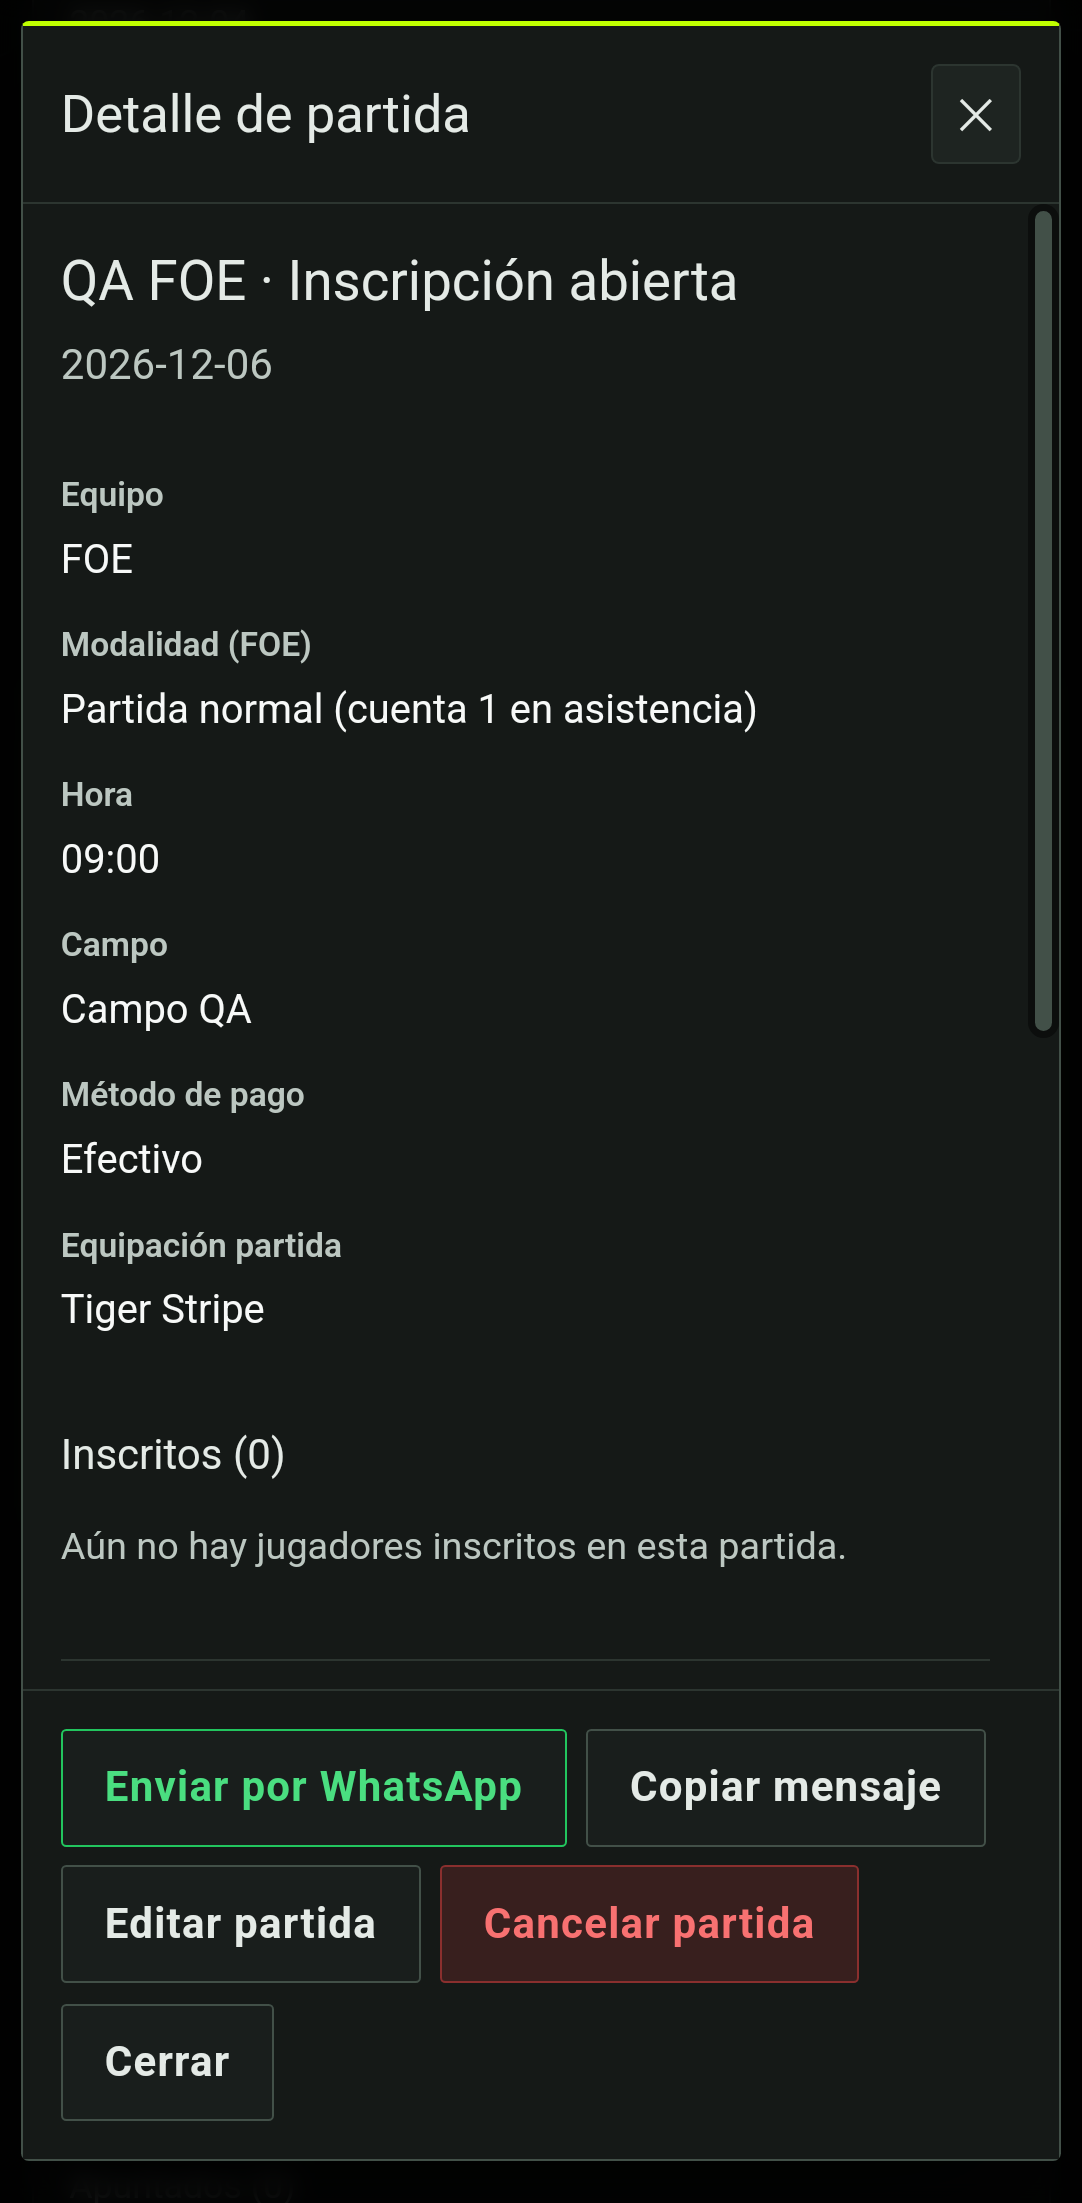 Detalle de partida
QA FOE · Inscripción abierta
2026-12-06
Equipo
FOE
Modalidad (FOE)
Partida normal (cuenta 1 en asistencia)
Hora
09:00
Campo
Campo QA
Método de pago
Efectivo
Equipación partida
Tiger Stripe
Inscritos (0)
Aún no hay jugadores inscritos en esta partida.
Enviar por WhatsApp
Copiar mensaje
Editar partida
Cancelar partida
Cerrar